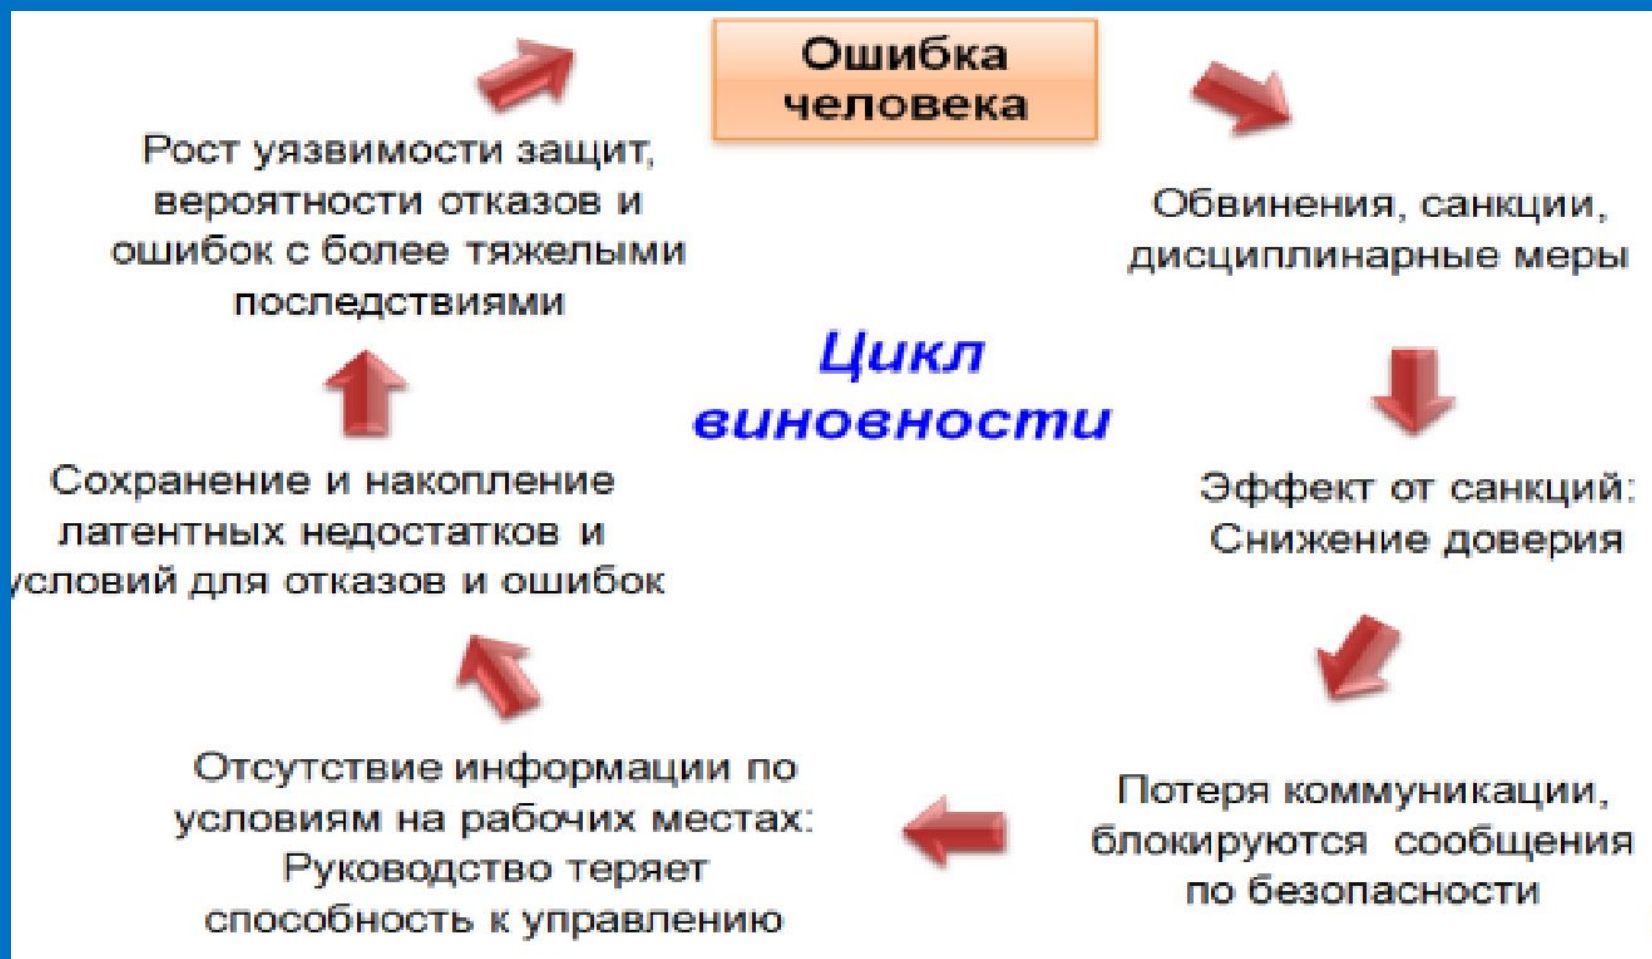 Ошибка
человека
Обвинения, санкции,
дисциплинарные меры
Эффект от санкций:
Снижение доверия
Потеря коммуникации,
блокируются сообщения
по безопасности
Отсутствие информации по
условиям на рабочих местах:
Руководство теряет
способность к управлению
Сохранение и накопление
латентных недостатков и
условий для отказов и ошибок
Рост уязвимости защит,
вероятности отказов и
ошибок с более тяжелыми
последствиями
Цикл
виновности